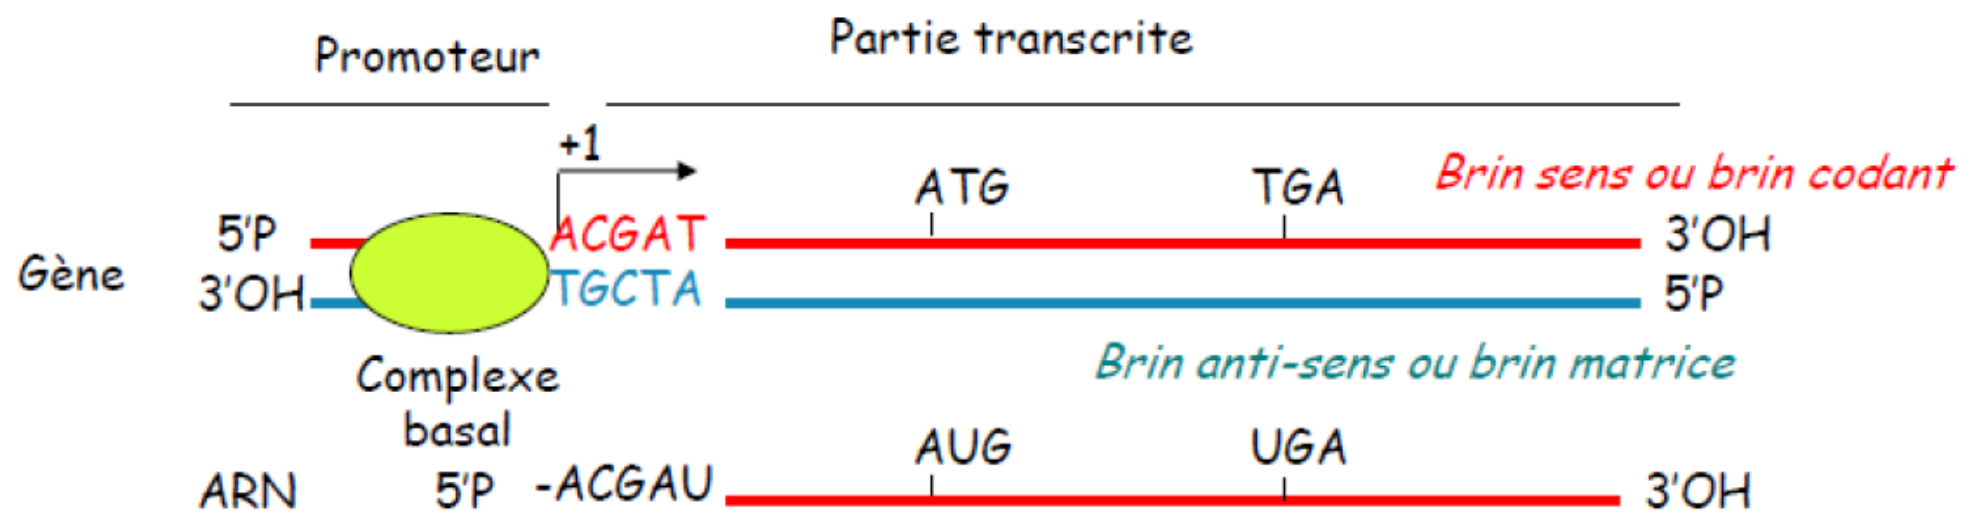 Promoteur
Partie transcrite
+1
ATG
TGA
Brin sens ou brin codant
5'P
ACGAT
3'OH
Gène
3'OH
TGCTA
5'P
Complexe
basal
Brin anti-sens ou brin matrice
AUG
UGA
ARN
5'P
-ACGAU
3'OH